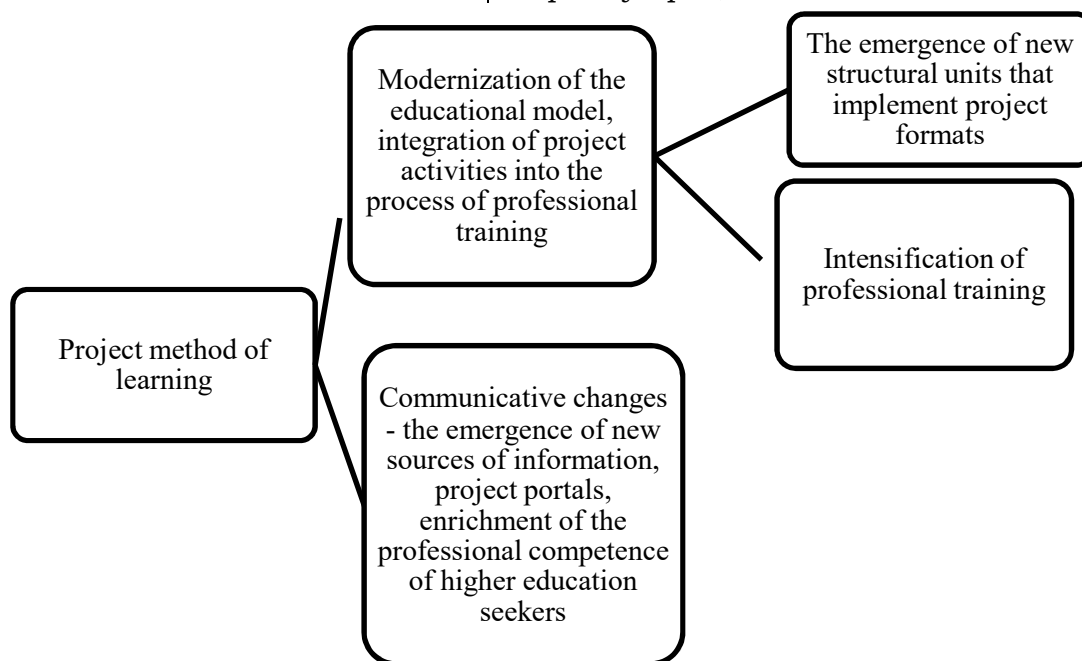 Modernization of the
educational model,
integration of project
activities into the
process of professional
training
The emergence of new
structural units that
implement project
formats
Intensification of
professional training
Project method of
learning
Communicative changes
- the emergence of new
sources of information,
project portals,
enrichment of the
professional competence
of higher education
seekers